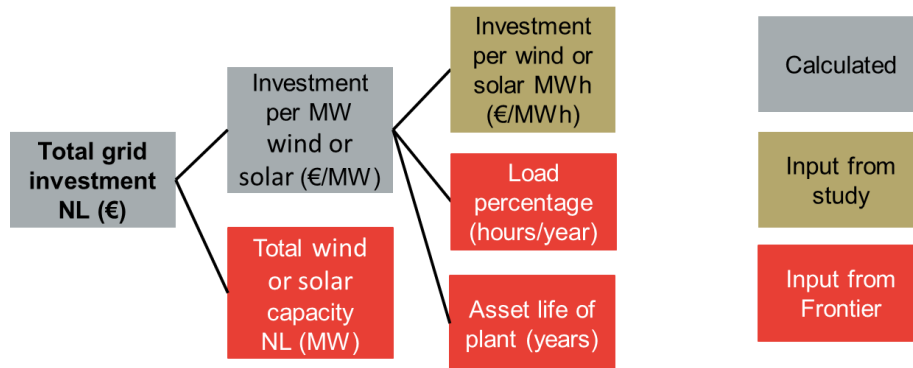 Total grid
investment
NL (€)
Investment
per MW
wind or
solar (€/MW)
Total wind
or solar
capacity
NL (MW)
Investment
per wind or
solar MWh
(€/MWh)
Load
percentage
(hours/year)
Asset life of
plant (years)
Calculated
Input from
study
Input from
Frontier